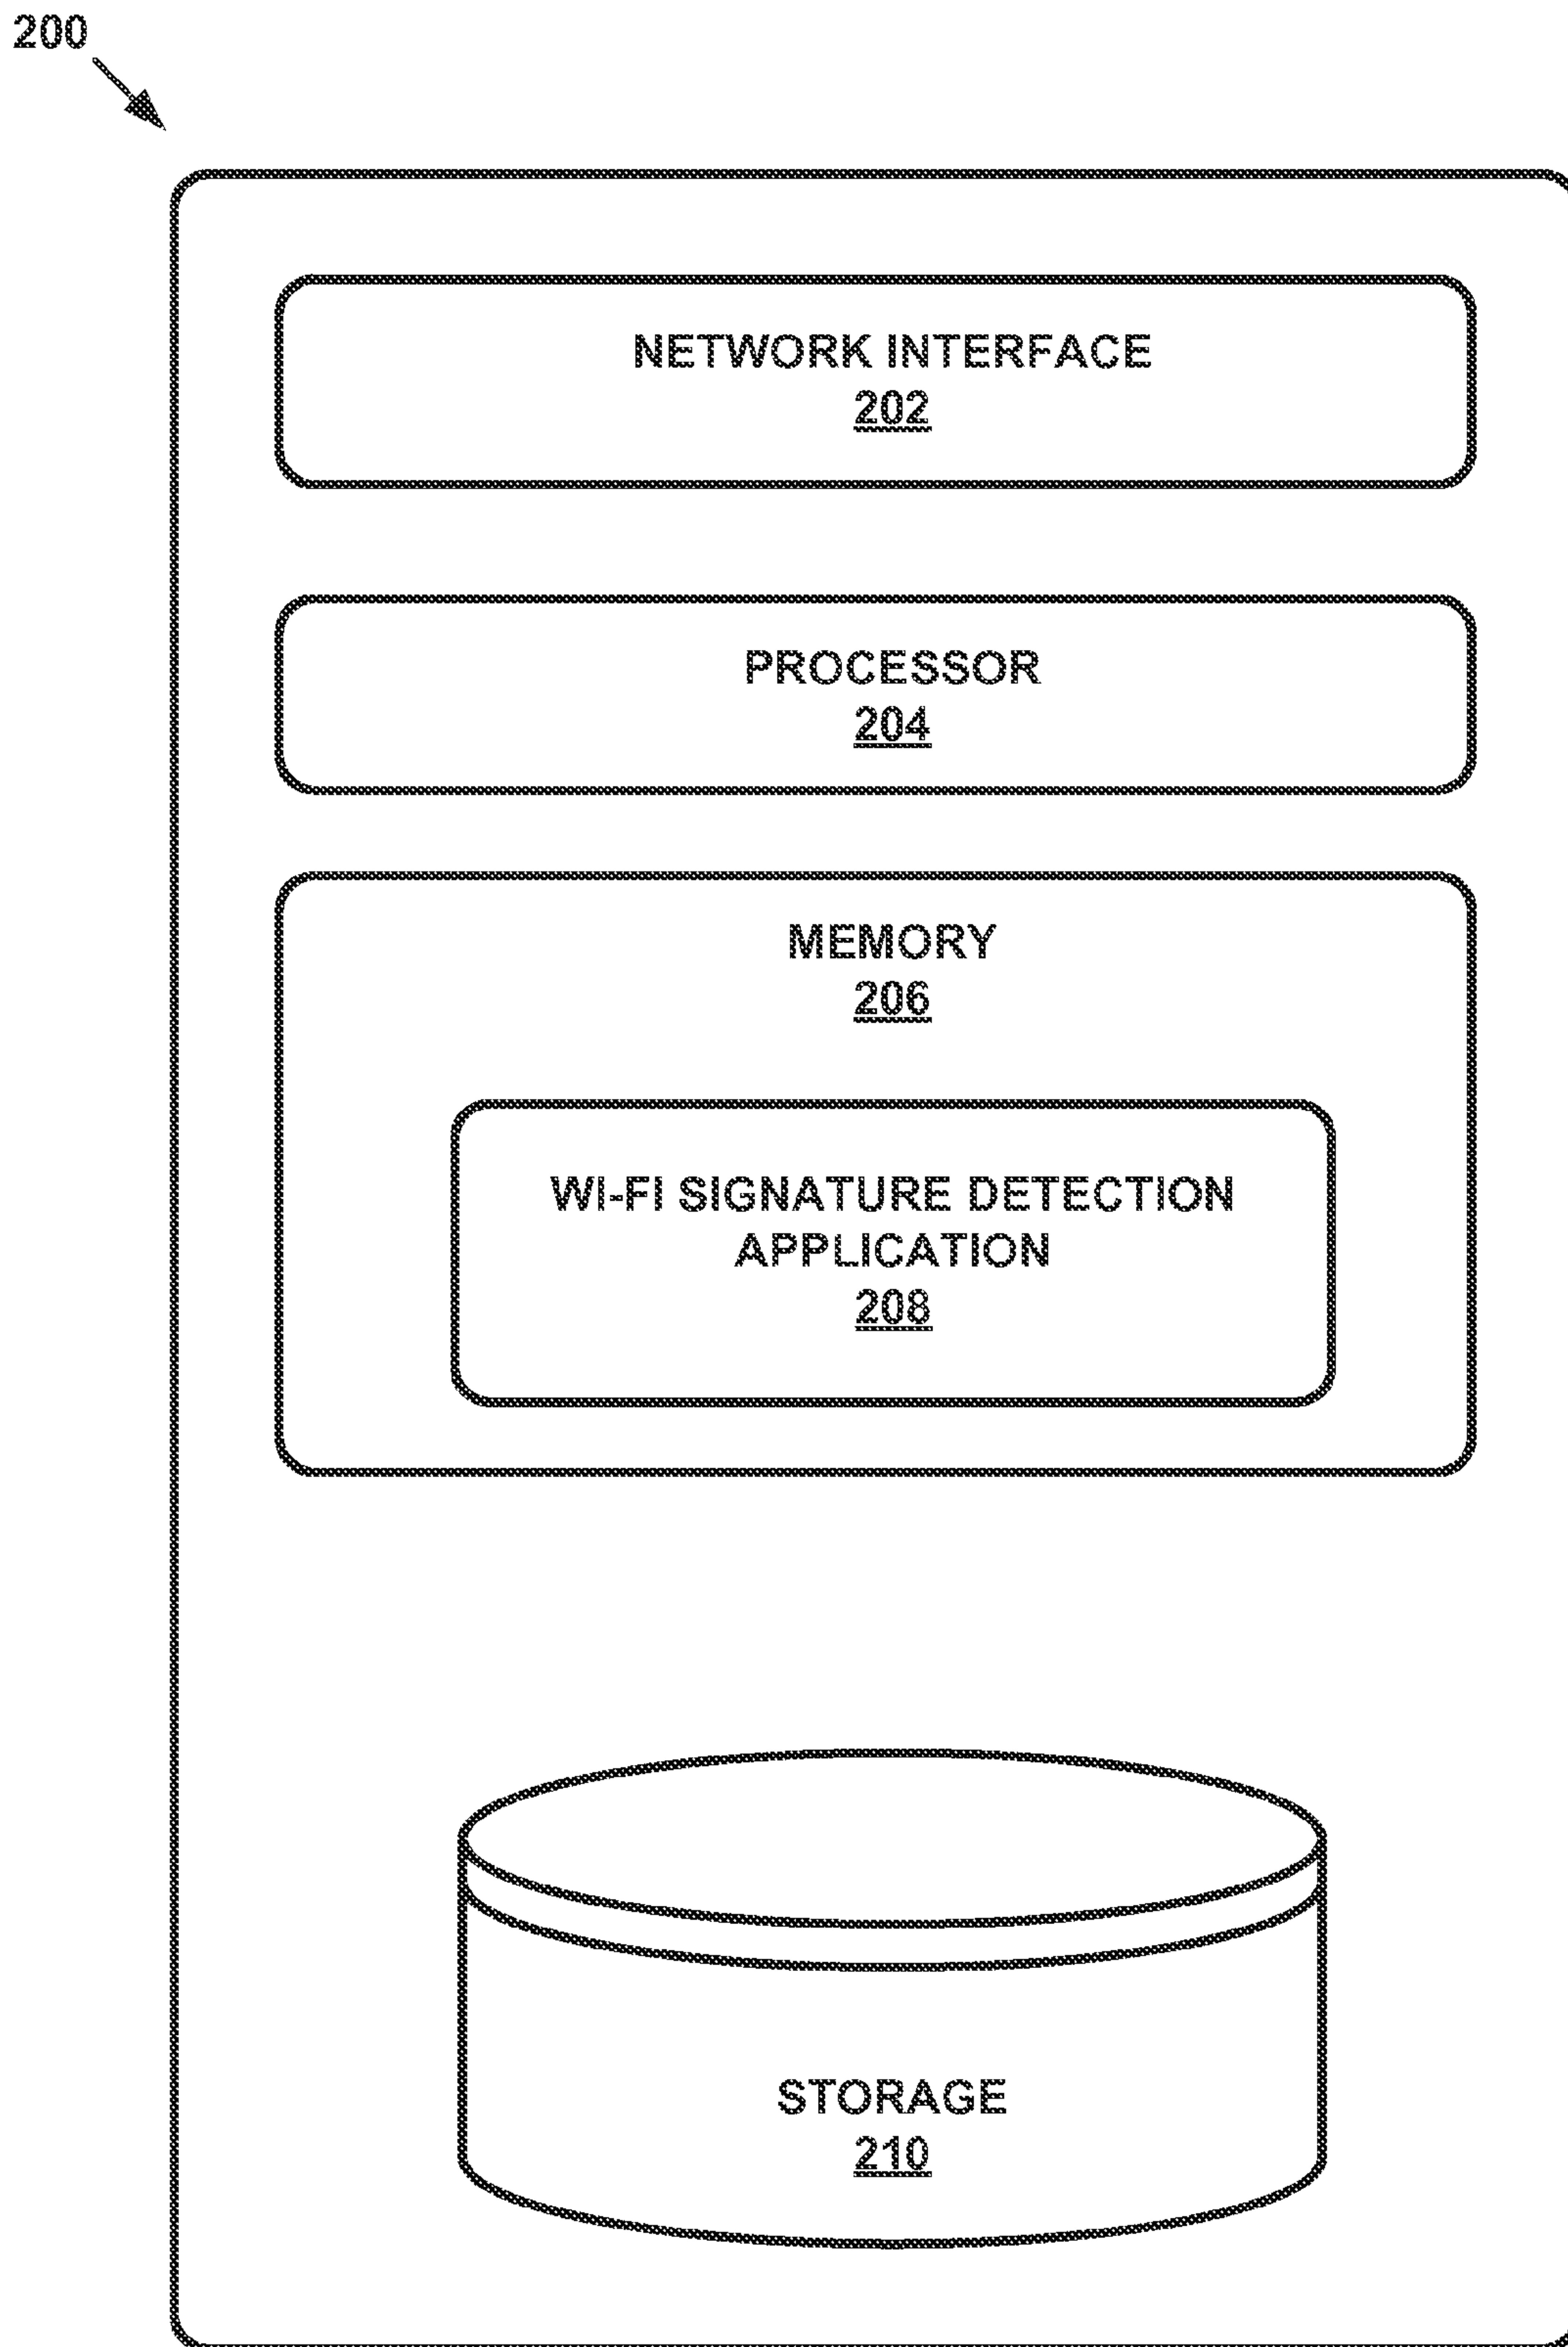 200
NETWORK INTERFACE
202
PROCESSOR
204
MEMORY
206
WI-FI SIGNATURE DETECTION
APPLICATION
208
STORAGE
210